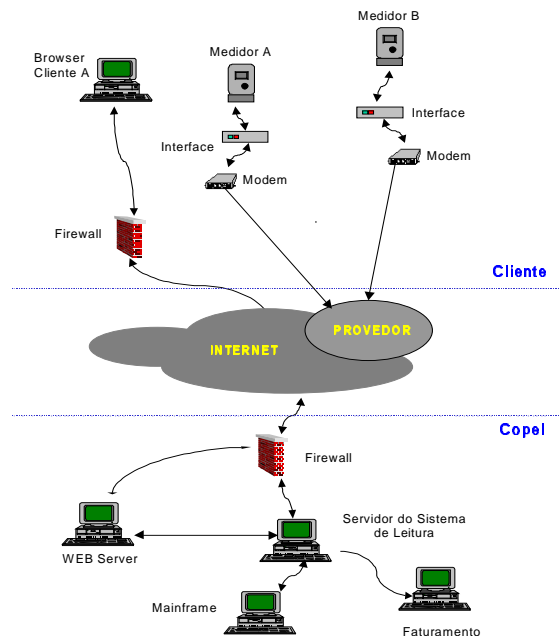 Medidor B
Medidor A
Browser
Cliente A
Interface
Interface
Modem
Modem
Firewall
Cliente
PROVEDOR
INTERNET
Copel
Firewall
Servidor do Sistema
de Leitura
WEB Server
Mainframe
Faturamento